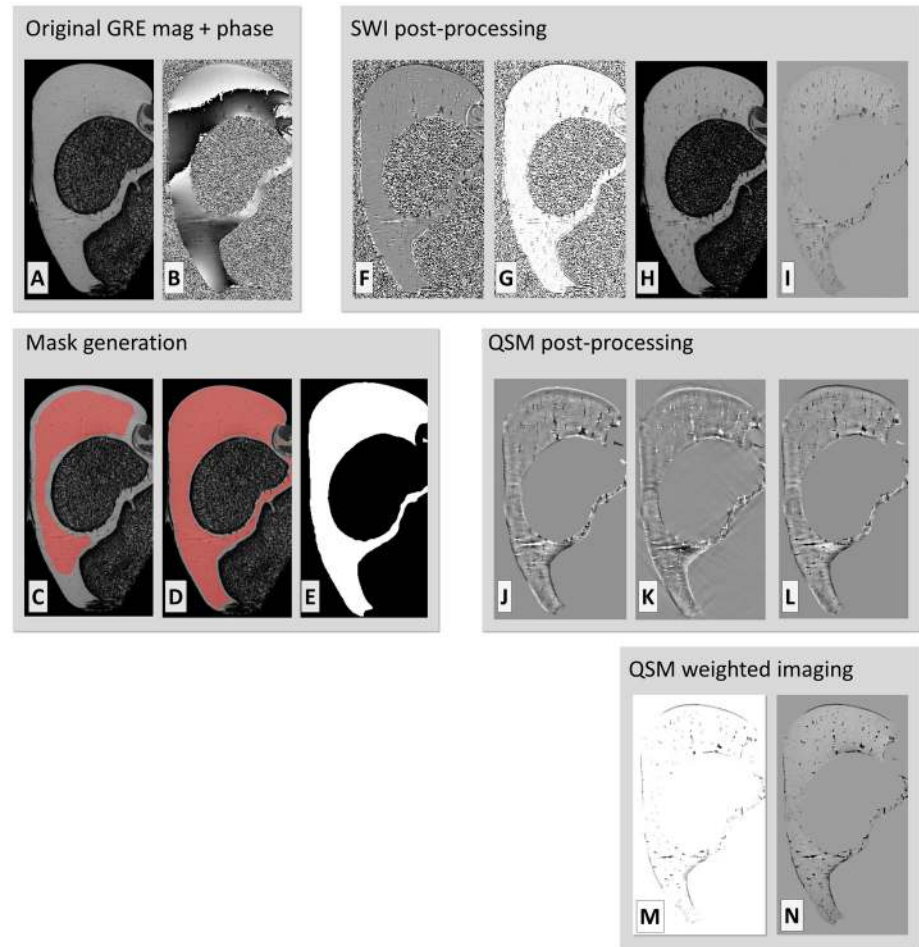 Original GRE mag + phase
A
B
SWI post-processing
F
G
H
I
Mask generation
C
D
E
QSM post-processing
J
K
L
QSM weighted imaging
M
N